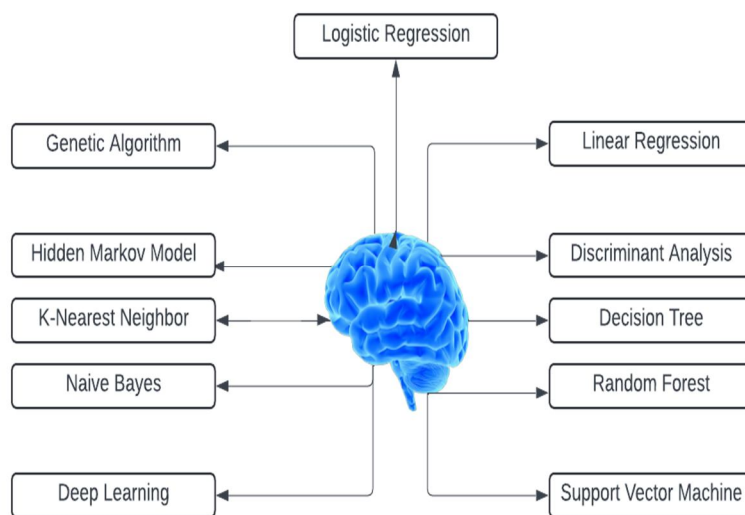 Logistic Regression
Genetic Algorithm
Linear Regression
Hidden Markov Model
Discriminant Analysis
K-Nearest Neighbor
Decision Tree
Naive Bayes
Random Forest
Deep Learning
Support Vector Machine